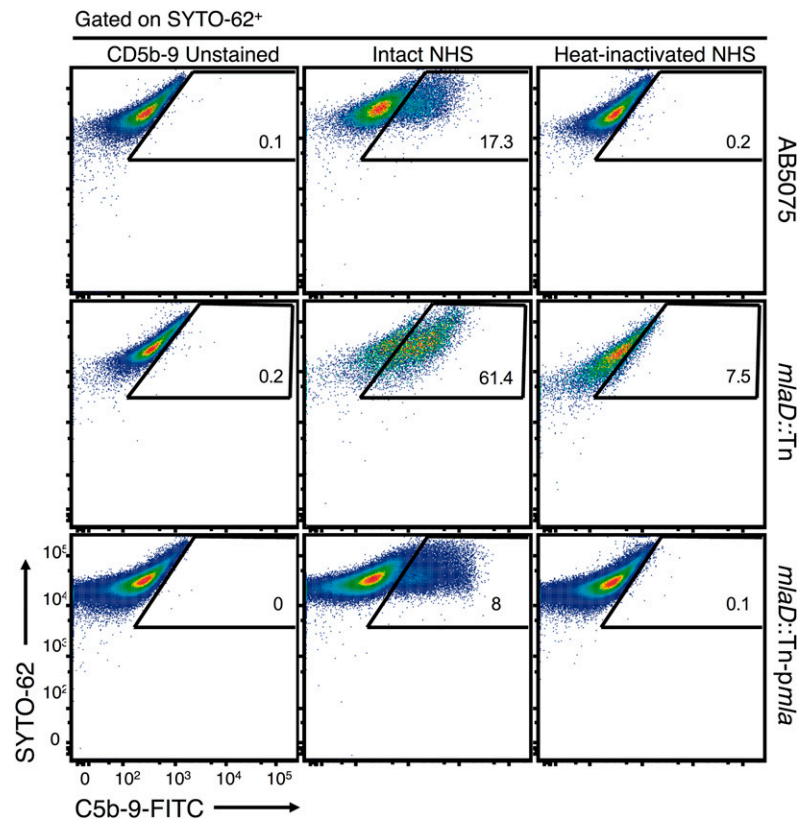 Gated on SYTO-62⁺
CD5b-9 Unstained
Intact NHS
Heat-inactivated NHS
0.1
17.3
0.2
AB5075
0.2
61.4
7.5
mlaD::Tn
0
8
0.1
mlaD::Tn-pmla
10⁵
10⁴
10³
10²
0
SYTO-62
0 10² 10³ 10⁴ 10⁵
C5b-9-FITC